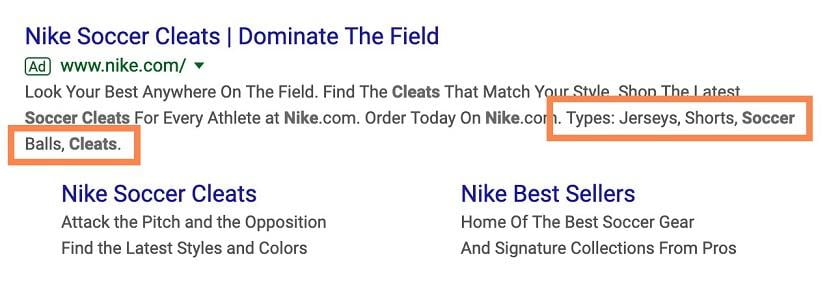 Nike Soccer Cleats | Dominate The Field
Ad www.nike.com/
Look Your Best Anywhere On The Field. Find The Cleats That Match Your Style. Shop The Latest
Soccer Cleats For Every Athlete at Nike.com. Order Today On Nike.com. Types: Jerseys, Shorts, Soccer
Balls, Cleats.
Nike Soccer Cleats
Attack the Pitch and the Opposition
Find the Latest Styles and Colors
Nike Best Sellers
Home Of The Best Soccer Gear
And Signature Collections From Pros